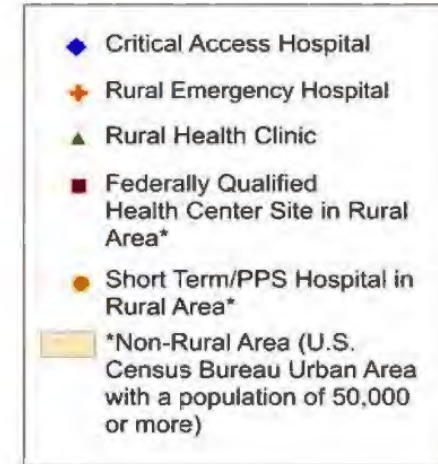 Critical Access Hospital
Rural Emergency Hospital
Rural Health Clinic
Federally Qualified
Health Center Site in Rural
Area*
Short Term/PPS Hospital in
Rural Area*
*Non-Rural Area (U.S.
Census Bureau Urban Area
with a population of 50,000
or more)